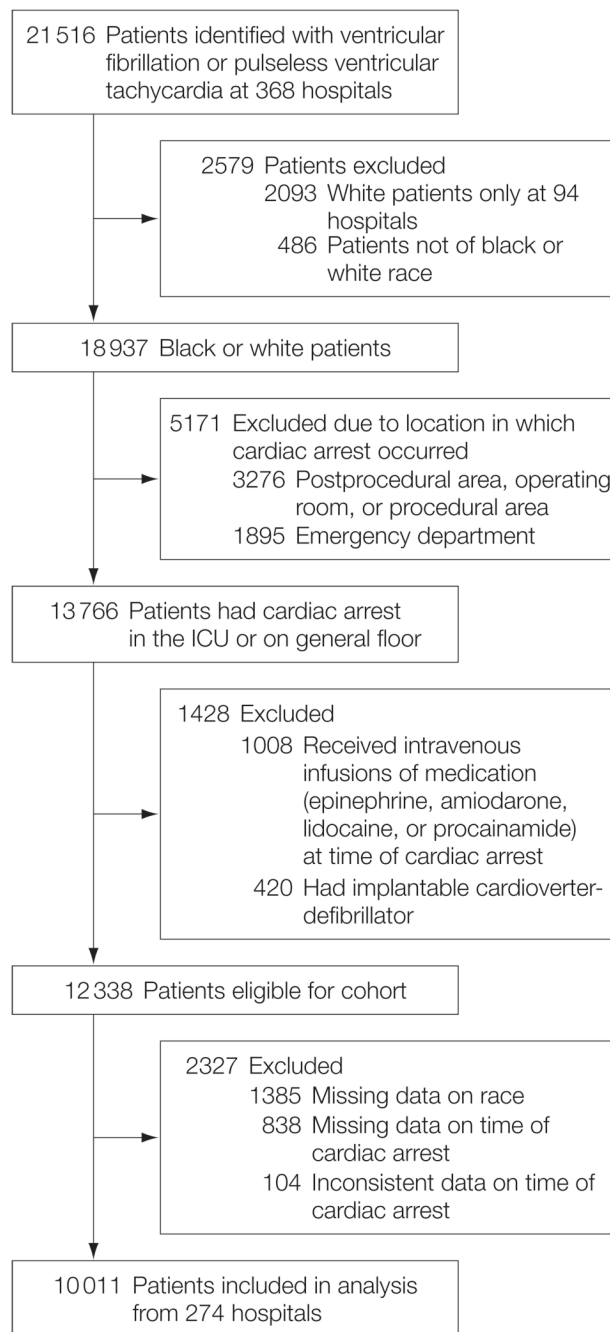 21 516 Patients identified with ventricular
fibrillation or pulseless ventricular
tachycardia at 368 hospitals
2579 Patients excluded
2093 White patients only at 94
hospitals
486 Patients not of black or
white race
18 937 Black or white patients
5171 Excluded due to location in which
cardiac arrest occurred
3276 Postprocedural area, operating
room, or procedural area
1895 Emergency department
13 766 Patients had cardiac arrest
in the ICU or on general floor
1428 Excluded
1008 Received intravenous
infusions of medication
(epinephrine, amiodarone,
lidocaine, or procainamide)
at time of cardiac arrest
420 Had implantable cardioverter-
defibrillator
12 338 Patients eligible for cohort
2327 Excluded
1385 Missing data on race
838 Missing data on time of
cardiac arrest
104 Inconsistent data on time of
cardiac arrest
10 011 Patients included in analysis
from 274 hospitals